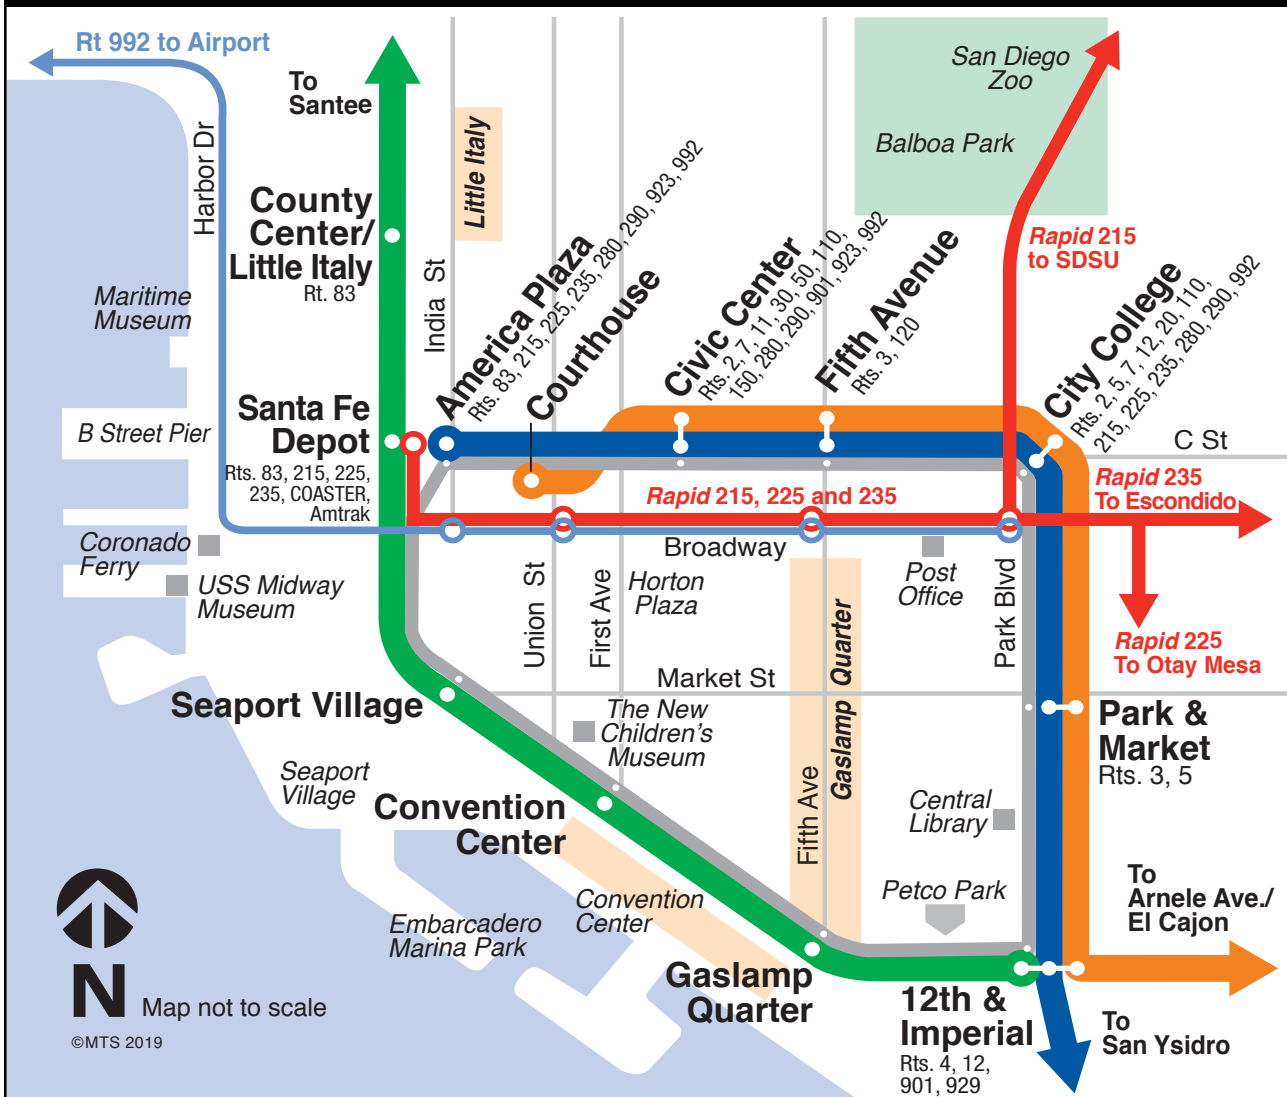 Rt 992 to Airport
To
Santee
San Diego
Zoo
Balboa Park
Harbor Dr
Little Italy
County
Center/
Little Italy
Rt. 83
India St
Maritime
Museum
America Plaza
Rts. 83, 215, 225, 235, 280, 290, 923, 992
Courthouse
Civic Center
Rts. 2, 7, 11, 30, 50, 110,
150, 280, 290, 901, 923, 992
Fifth Avenue
Rts. 3, 120
Rapid 215
to SDSU
City College
Rts. 2, 5, 7, 12, 20, 110,
215, 225, 235, 280, 290, 992
C St
Santa Fe
Depot
Rts. 83, 215, 225,
235, COASTER,
Amtrak
B Street Pier
Rapid 215, 225 and 235
Rapid 235
To Escondido
Broadway
Coronado
Ferry
USS Midway
Museum
Union St
First Ave
Horton
Plaza
Gaslamp Quarter
Post
Office
Park Blvd
Rapid 225
To Otay Mesa
Market St
Seaport Village
The New
Children's
Museum
Park &
Market
Rts. 3, 5
Seaport
Village
Convention
Center
Fifth Ave
Central
Library
Petco Park
To
Arnele Ave./
El Cajon
Embarcadero
Marina Park
Convention
Center
Gaslamp
Quarter
12th &
Imperial
Rts. 4, 12,
901, 929
To
San Ysidro
N
Map not to scale
©MTS 2019